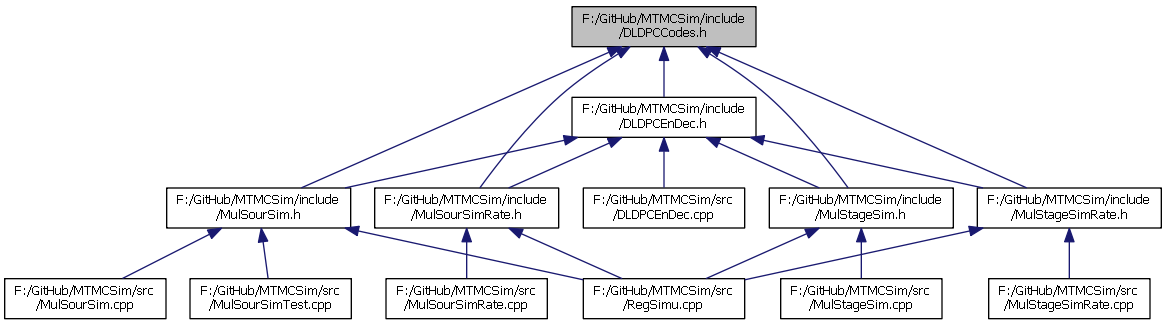 F:/GitHub/MTMCSim/include
/DLDPCCodes.h
F:/GitHub/MTMCSim/include
/DLDPCEnDec.h
F:/GitHub/MTMCSim/include
/MulSourSim.h
F:/GitHub/MTMCSim/include
/MulSourSimRate.h
F:/GitHub/MTMCSim/src
/DLDPCEnDec.cpp
F:/GitHub/MTMCSim/include
/MulStageSim.h
F:/GitHub/MTMCSim/include
/MulStageSimRate.h
F:/GitHub/MTMCSim/src
/MulSourSim.cpp
F:/GitHub/MTMCSim/src
/MulSourSimTest.cpp
F:/GitHub/MTMCSim/src
/MulSourSimRate.cpp
F:/GitHub/MTMCSim/src
/RegSimu.cpp
F:/GitHub/MTMCSim/src
/MulStageSim.cpp
F:/GitHub/MTMCSim/src
/MulStageSimRate.cpp